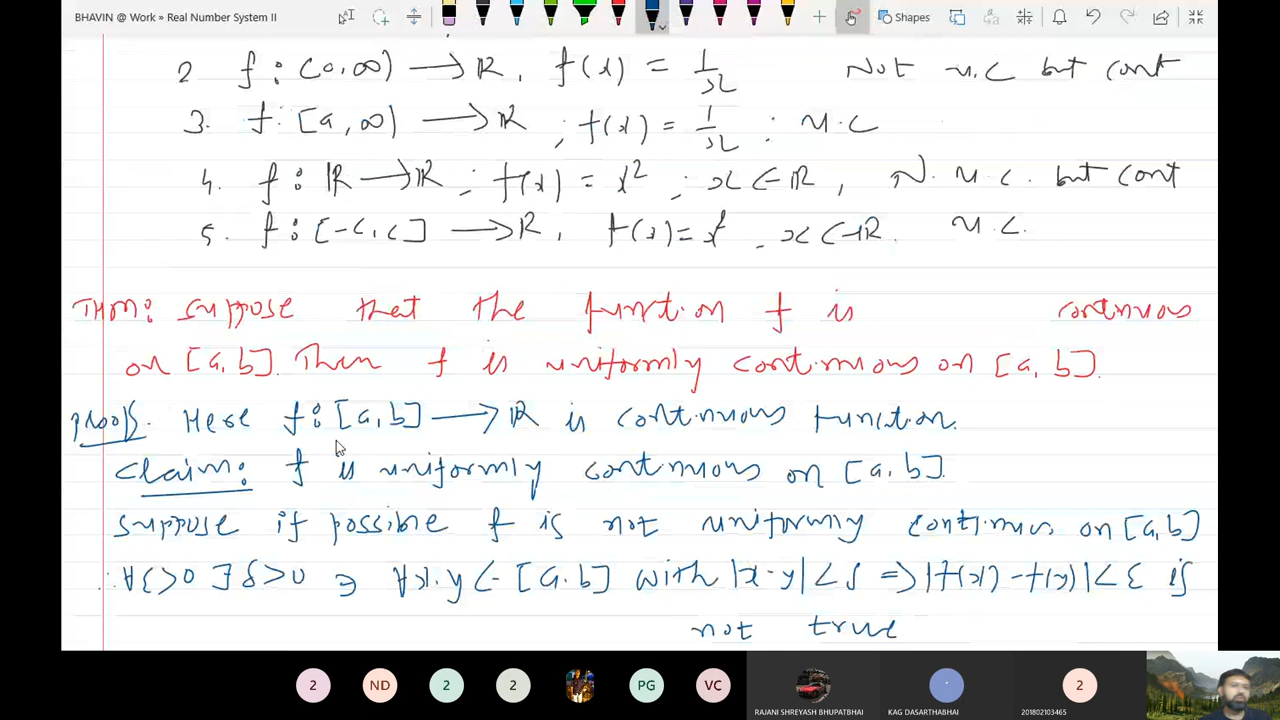 BHAVIN @ Work » Real Number System II
Shapes
2 f : (0, ∞) → ℝ, f(x) = 1/x Not u.c but cont
3. f : [a, ∞) → ℝ ; f(x) = 1/x : u.c
4. f : ℝ → ℝ ; f(x) = x² ; x ∈ ℝ, N. u.c. but cont
5. f : [-c, c] → ℝ, f(x) = x², x ∈ ℝ. u.c.
THM: suppose that the function f is continuous
on [a, b]. Then f is uniformly continuous on [a, b].
proof. Here f : [a, b] → ℝ is continuous function.
Claim: f is uniformly continuous on [a, b].
suppose if possible f is not uniformly continuous on [a, b]
∴ ∀ε>0 ∃ δ>0 ∋ ∀x, y ∈ [a, b] with |x-y| < δ => |f(x) - f(y)| < ε is
not true
2 ND 2 2 PG VC 2
RAJANI SHREYASH BHUPATBHAI KAG DASARTHABHAI 201802103465